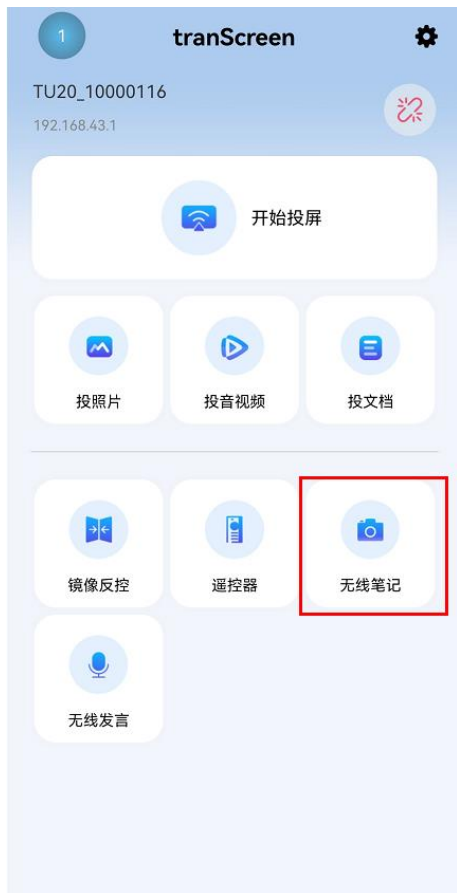 1
tranScreen
TU20_10000116
192.168.43.1
开始投屏
投照片
投音视频
投文档
镜像反控
遥控器
无线笔记
无线发言